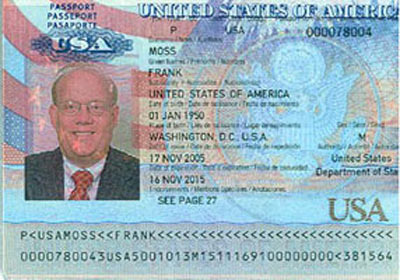 PASSPORT
PASSEPORT
PASAPORTE
UNITED STATES OF AMERICA
USA
P USA 000078004
MOSS
Given Names / Prénoms / Nombres
FRANK
Nationality / Nationalité / Nacionalidad
UNITED STATES OF AMERICA
Date of birth / Date de naissance / Fecha de nacimiento
01 JAN 1950
Place of birth / Lieu de naissance / Lugar de nacimiento
Sex / Sexe / Sexo
WASHINGTON, D.C., U.S.A.
M
Date of issue / Date de délivrance / Fecha de expedición
Authority / Autorité / Autoridad
17 NOV 2005
United States
Date of expiration / Date d'expiration / Fecha de caducidad
Department of Sta
16 NOV 2015
Endorsements / Mentions Spéciales / Anotaciones
SEE PAGE 27
USA
P<USAMOSS<<FRANK<<<<<<<<<<<<<<<<<<<<<<<
0000780043USA5001013M1511169100000000<381564